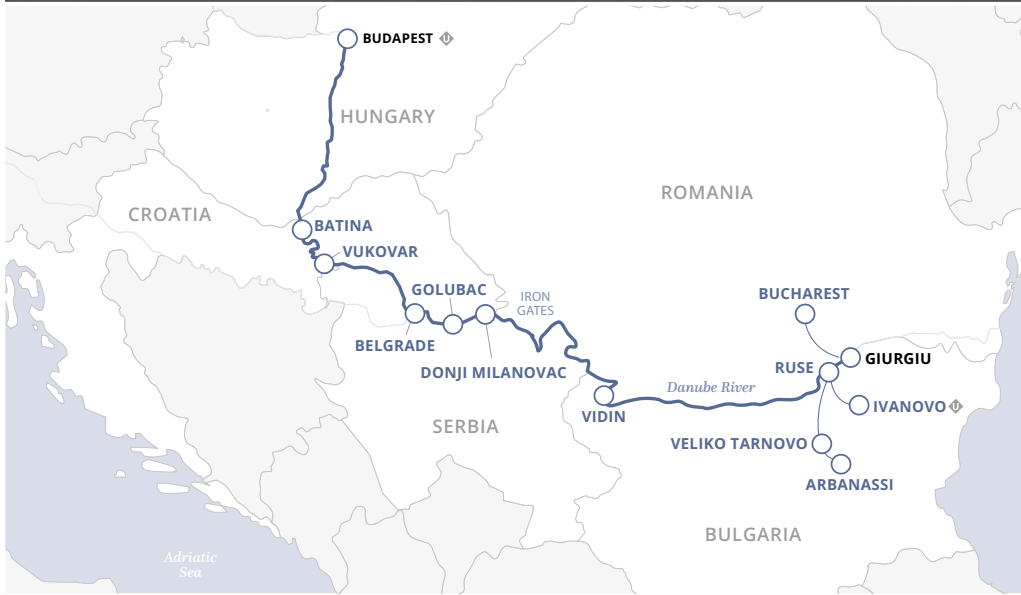 BUDAPEST
U
HUNGARY
ROMANIA
CROATIA
BATINA
VUKOVAR
GOLUBAC
IRON
GATES
BUCHAREST
BELGRADE
GIURGIU
RUSE
DONJI MILANOVAC
Danube River
IVANOVO
U
VIDIN
SERBIA
VELIKO TARNOVO
ARBANASSI
BULGARIA
Adriatic
Sea